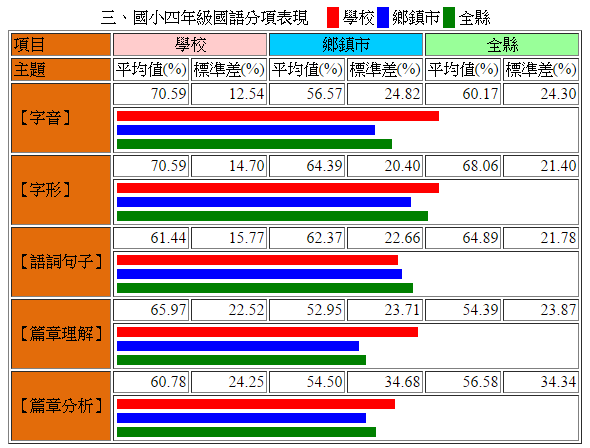 三、國小四年級國語分項表現 學校 鄉鎮市 全縣
項目 學校 鄉鎮市 全縣
主題 平均值(%) 標準差(%) 平均值(%) 標準差(%) 平均值(%) 標準差(%)
【字音】 70.59 12.54 56.57 24.82 60.17 24.30
【字形】 70.59 14.70 64.39 20.40 68.06 21.40
【語詞句子】 61.44 15.77 62.37 22.66 64.89 21.78
【篇章理解】 65.97 22.52 52.95 23.71 54.39 23.87
【篇章分析】 60.78 24.25 54.50 34.68 56.58 34.34